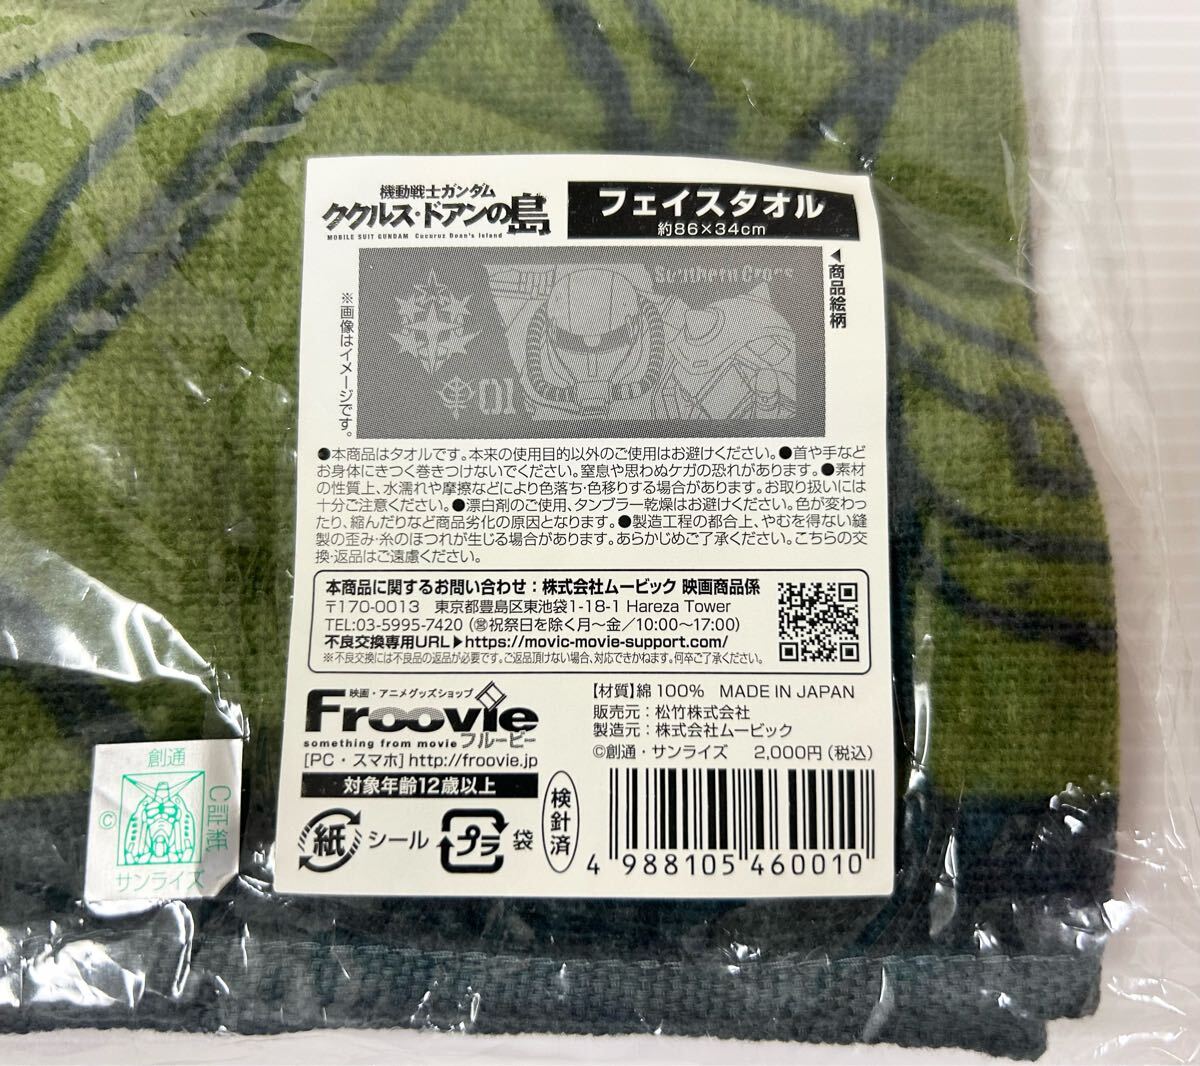 機動戦士ガンダム
ククルス・ドアンの島
MOBILE SUIT GUNDAM Cucuruz Doan's Island
フェイスタオル
約86×34cm
◀商品絵柄
※画像はイメージです。
Southern Cross
01
●本商品はタオルです。本来の使用目的以外のご使用はお避けください。●首や手など
お身体にきつく巻きつけないでください。窒息や思わぬケガの恐れがあります。●素材
の性質上、水濡れや摩擦などにより色落ち・色移りする場合があります。お取り扱いには
十分ご注意ください。●漂白剤のご使用、タンブラー乾燥はお避けください。色が変わっ
たり、縮んだりなど商品劣化の原因となります。●製造工程の都合上、やむを得ない縫
製の歪み・糸のほつれが生じる場合があります。あらかじめご了承ください。こちらの交
換・返品はご遠慮ください。
本商品に関するお問い合わせ：株式会社ムービック 映画商品係
〒170-0013 東京都豊島区東池袋1-18-1 Hareza Tower
TEL:03-5995-7420 (㊜祝祭日を除く月〜金／10:00〜17:00)
不良交換専用URL▶https://movic-movie-support.com/
※不良交換には不良品の返品が必要です。ご返品頂けない場合、対応できかねます。何卒ご了承ください。
映画・アニメグッズショップ
Froovie
something from movie フルービー
[PC・スマホ] http://froovie.jp
対象年齢12歳以上
【材質】綿 100% MADE IN JAPAN
販売元：松竹株式会社
製造元：株式会社ムービック
©創通・サンライズ 2,000円（税込）
紙 シール
プラ 袋
検針済
4 988105 460010
創通
©
C証紙
サンライズ